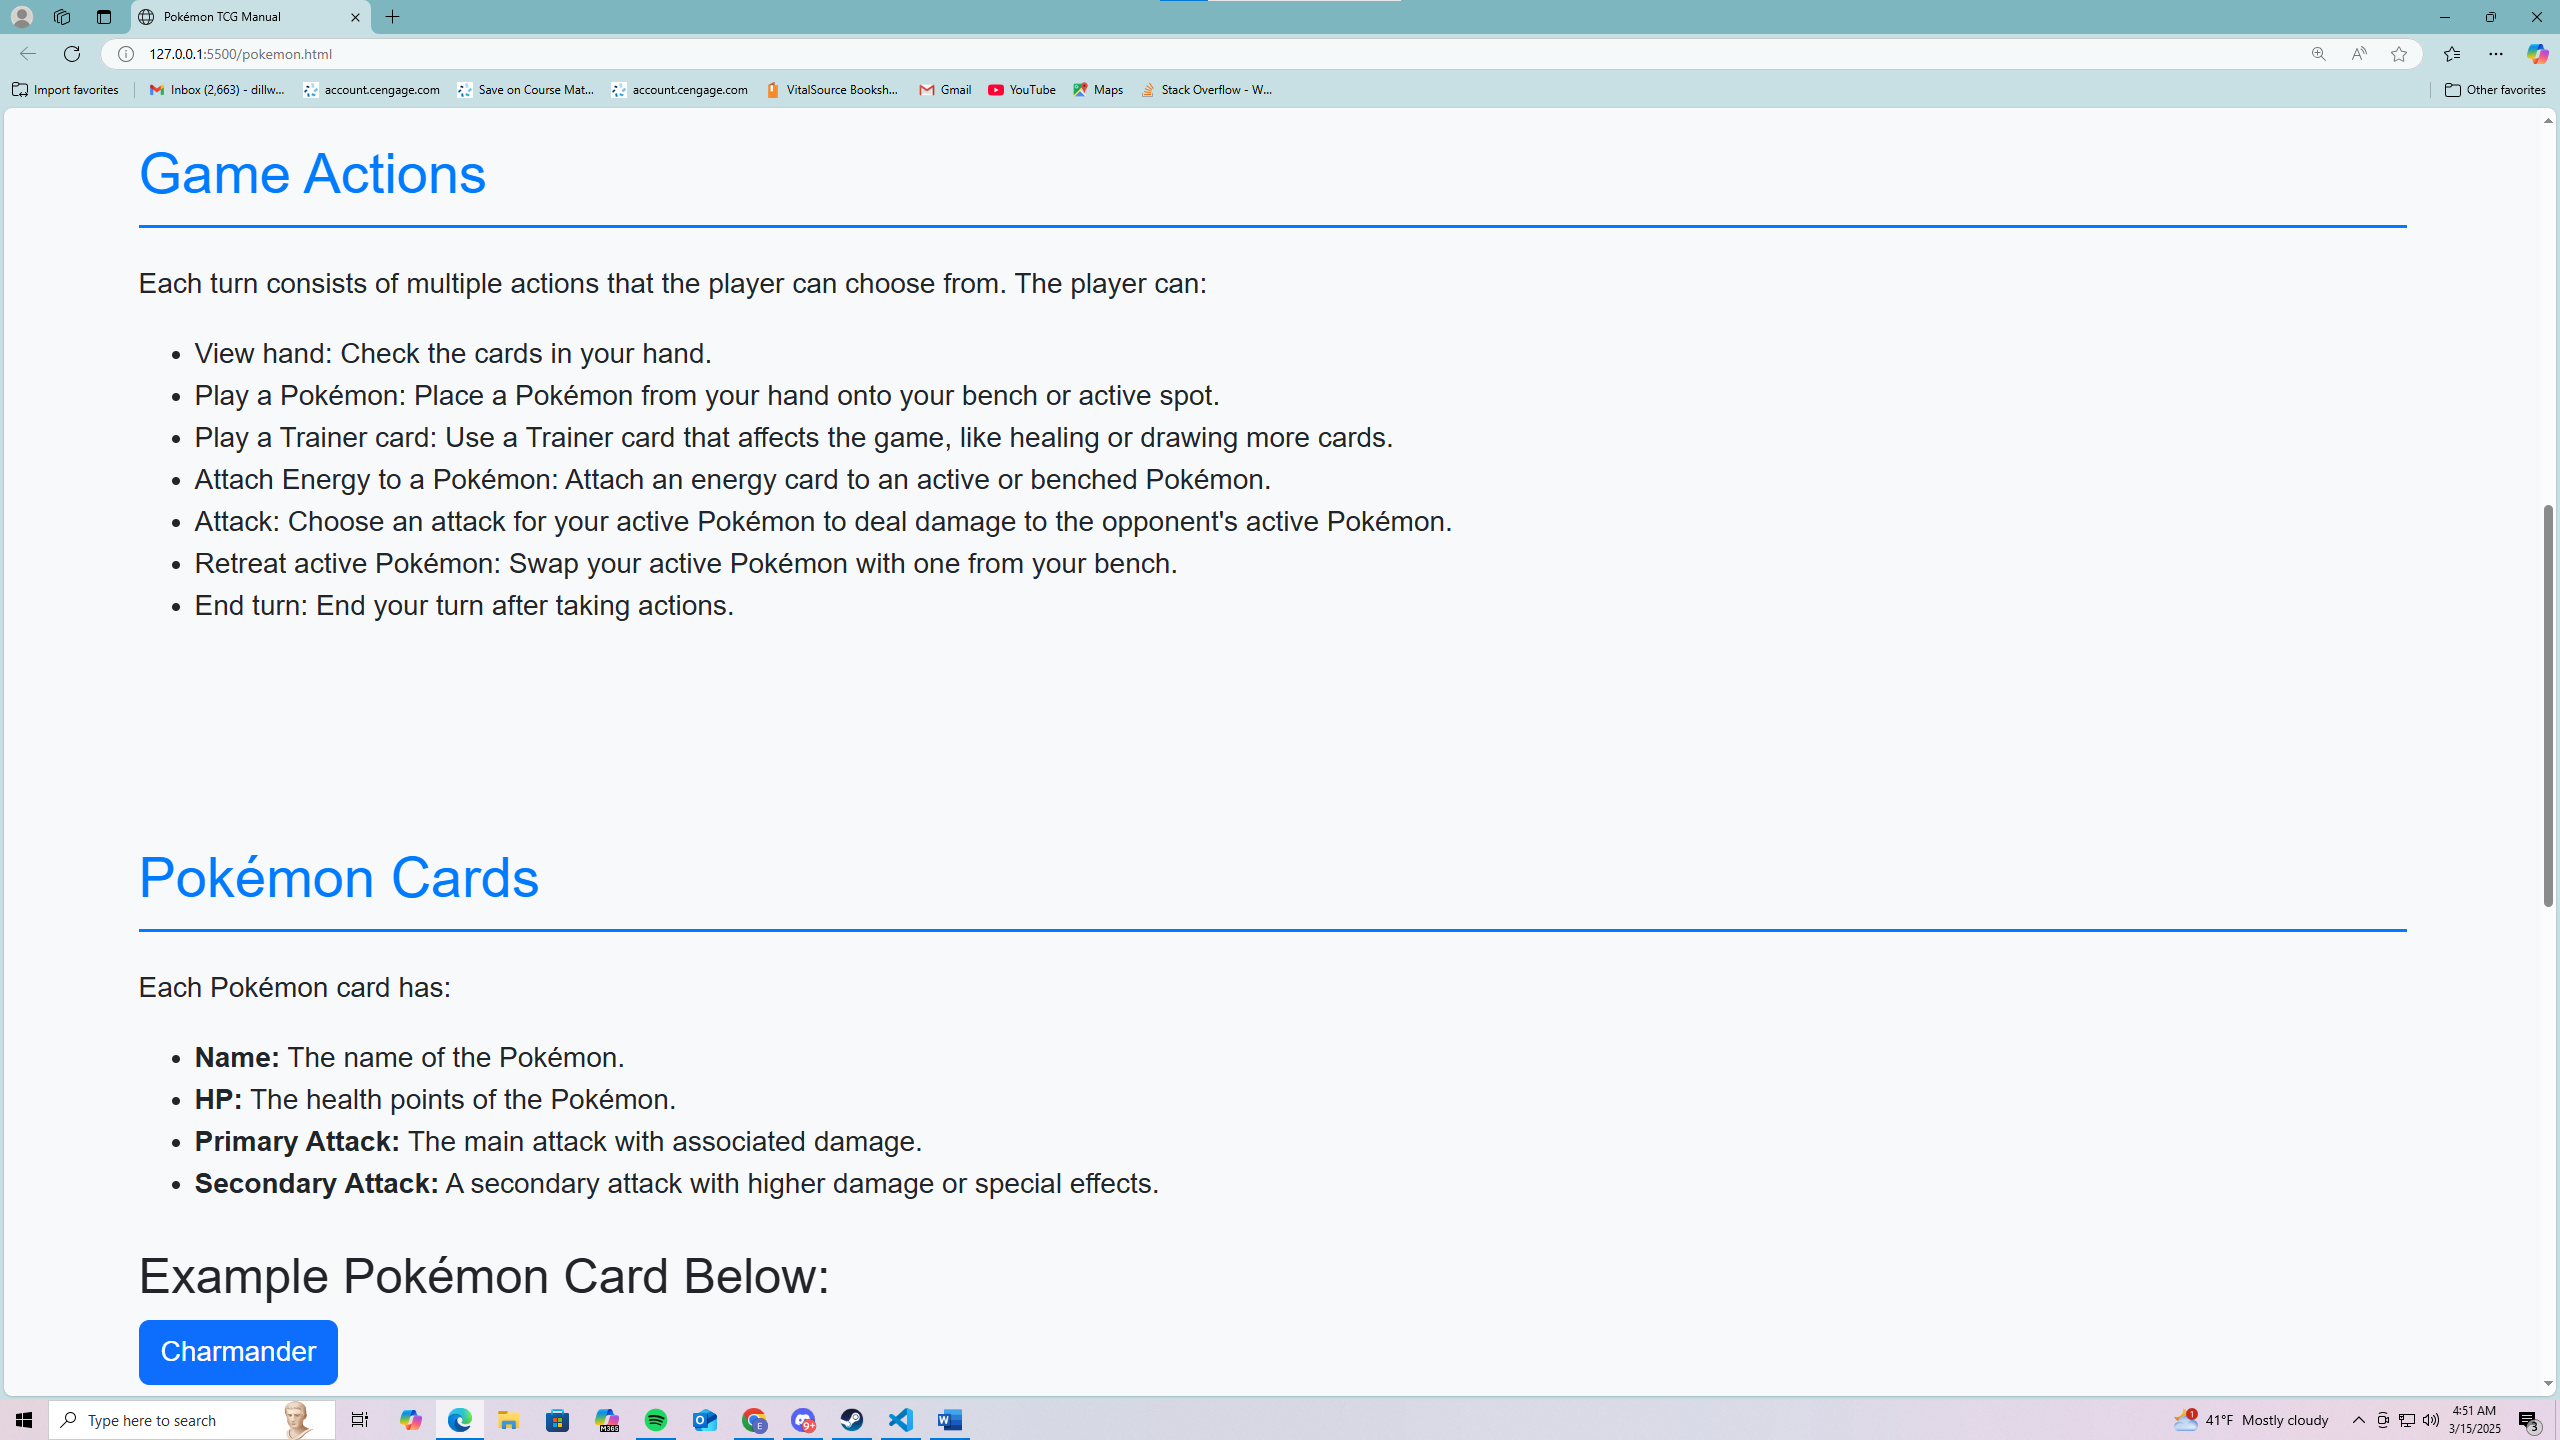 Pokémon TCG Manual
127.0.0.1:5500/pokemon.html
Import favorites
Inbox (2,663) - dillw...
account.cengage.com
Save on Course Mat...
account.cengage.com
VitalSource Booksh...
Gmail
YouTube
Maps
Stack Overflow - W...
Other favorites
Game Actions
Each turn consists of multiple actions that the player can choose from. The player can:
• View hand: Check the cards in your hand.
• Play a Pokémon: Place a Pokémon from your hand onto your bench or active spot.
• Play a Trainer card: Use a Trainer card that affects the game, like healing or drawing more cards.
• Attach Energy to a Pokémon: Attach an energy card to an active or benched Pokémon.
• Attack: Choose an attack for your active Pokémon to deal damage to the opponent's active Pokémon.
• Retreat active Pokémon: Swap your active Pokémon with one from your bench.
• End turn: End your turn after taking actions.
Pokémon Cards
Each Pokémon card has:
• Name: The name of the Pokémon.
• HP: The health points of the Pokémon.
• Primary Attack: The main attack with associated damage.
• Secondary Attack: A secondary attack with higher damage or special effects.
Example Pokémon Card Below:
Charmander
Type here to search
M365
E
9+
1
41°F Mostly cloudy
4:51 AM
3/15/2025
3